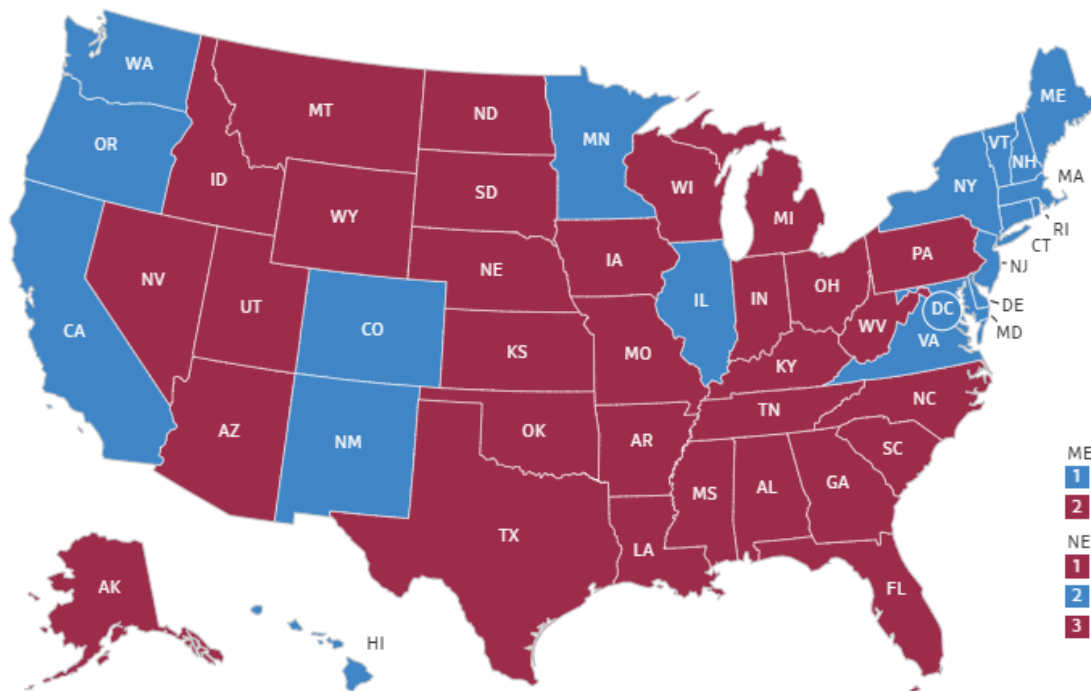 WA
ME
MT
ND
OR
MN
VT
NH
ID
SD
WI
NY
MA
WY
MI
RI
CT
IA
PA
NE
NJ
NV
UT
OH
IL
IN
DC
DE
CA
CO
WV
MD
VA
KS
MO
KY
NC
TN
AZ
OK
AR
NM
SC
ME
1
2
MS
AL
GA
TX
NE
LA
1
AK
FL
2
3
HI